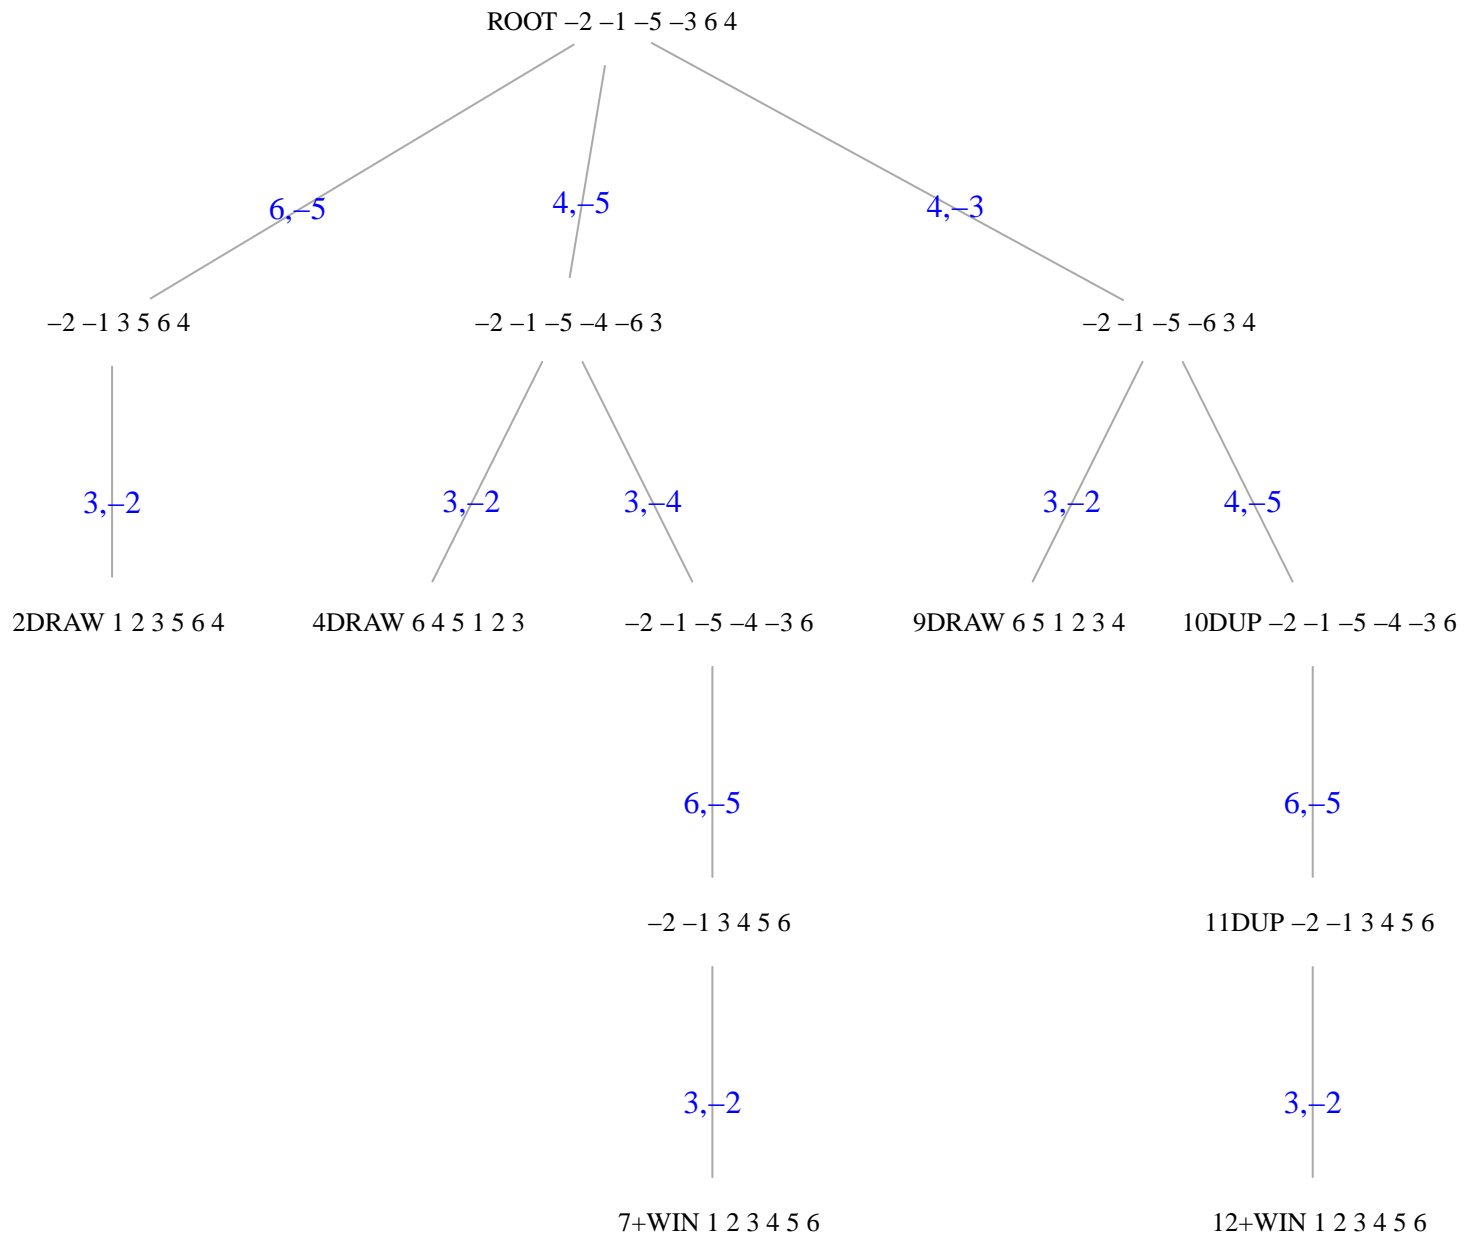 ROOT –2 –1 –5 –3 6 4
6,–5
4,–5
4,–3
–2 –1 3 5 6 4
–2 –1 –5 –4 –6 3
–2 –1 –5 –6 3 4
3,–2
3,–2
3,–4
3,–2
4,–5
2DRAW 1 2 3 5 6 4
4DRAW 6 4 5 1 2 3
–2 –1 –5 –4 –3 6
9DRAW 6 5 1 2 3 4
10DUP –2 –1 –5 –4 –3 6
6,–5
6,–5
–2 –1 3 4 5 6
11DUP –2 –1 3 4 5 6
3,–2
3,–2
7+WIN 1 2 3 4 5 6
12+WIN 1 2 3 4 5 6